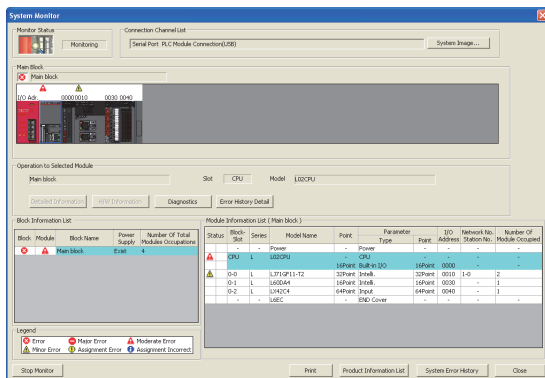 System Monitor
Monitor Status
Monitoring
Connection Channel List
Serial Port PLC Module Connection(USB)
System Image...
Main Block
Main block
I/O Adr. 00000010 0030 0040
Operation to Selected Module
Main block
Slot CPU Model L02CPU
Detailed Information H/W Information Diagnostics Error History Detail
Block Information List
Block Module Block Name Power Supply Number Of Total Modules Occupations
Main block Exist 4
Module Information List ( Main block )
Status Block-Slot Series Model Name Point Parameter Type Point I/O Address Network No. Station No. Number Of Module Occupied
- - Power - Power - - - -
CPU L L02CPU - CPU - - - -
16Point Built-in I/O 16Point 0000 -
0-0 L LJ71GF11-T2 32Point Intelli. 32Point 0010 1-0 2
0-1 L L60DA4 16Point Intelli. 16Point 0030 - 1
0-2 L LX42C4 64Point Input 64Point 0040 - 1
- - L6EC - END Cover - - -
Legend
Error Major Error Moderate Error
Minor Error Assignment Error Assignment Incorrect
Stop Monitor Print Product Information List System Error History Close